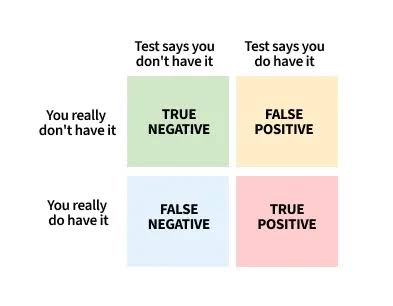 Test says you
don't have it
Test says you
do have it
You really
don't have it
TRUE
NEGATIVE
FALSE
POSITIVE
You really
do have it
FALSE
NEGATIVE
TRUE
POSITIVE